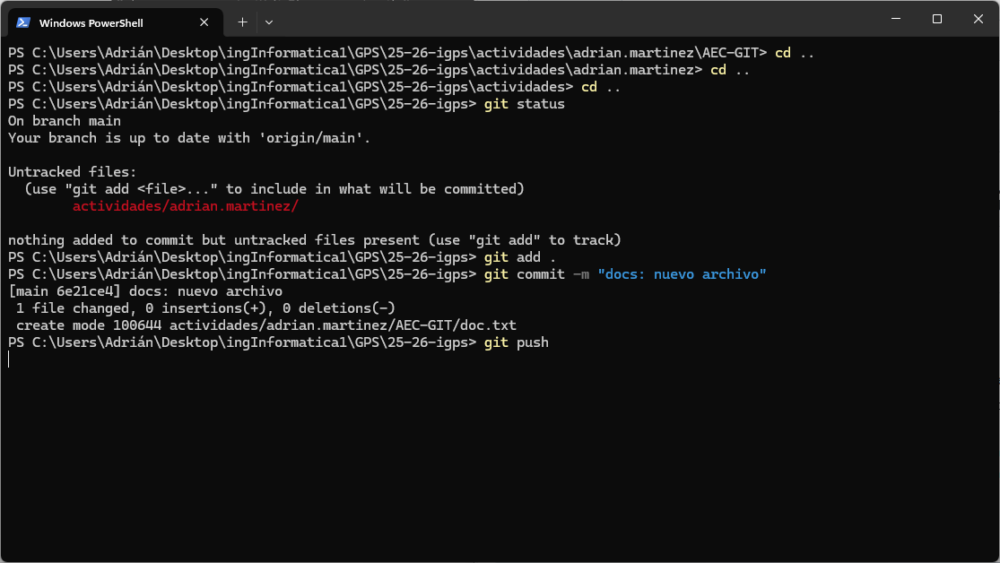 Windows PowerShell
PS C:\Users\Adrián\Desktop\ingInformatica1\GPS\25-26-igps\actividades\adrian.martinez\AEC-GIT> cd ..
PS C:\Users\Adrián\Desktop\ingInformatica1\GPS\25-26-igps\actividades\adrian.martinez> cd ..
PS C:\Users\Adrián\Desktop\ingInformatica1\GPS\25-26-igps\actividades> cd ..
PS C:\Users\Adrián\Desktop\ingInformatica1\GPS\25-26-igps> git status
On branch main
Your branch is up to date with 'origin/main'.
Untracked files:
  (use "git add <file>..." to include in what will be committed)
        actividades/adrian.martinez/
nothing added to commit but untracked files present (use "git add" to track)
PS C:\Users\Adrián\Desktop\ingInformatica1\GPS\25-26-igps> git add .
PS C:\Users\Adrián\Desktop\ingInformatica1\GPS\25-26-igps> git commit -m "docs: nuevo archivo"
[main 6e21ce4] docs: nuevo archivo
 1 file changed, 0 insertions(+), 0 deletions(-)
 create mode 100644 actividades/adrian.martinez/AEC-GIT/doc.txt
PS C:\Users\Adrián\Desktop\ingInformatica1\GPS\25-26-igps> git push